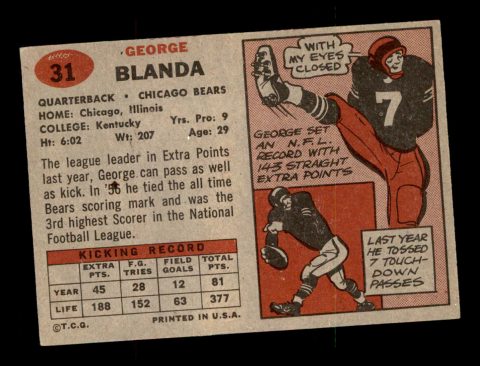 31
GEORGE
BLANDA
QUARTERBACK • CHICAGO BEARS
HOME: Chicago, Illinois
COLLEGE: Kentucky Yrs. Pro: 9
Ht: 6:02 Wt: 207 Age: 29
The league leader in Extra Points
last year, George can pass as well
as kick. In '56 he tied the all time
Bears scoring mark and was the
3rd highest Scorer in the National
Football League.
KICKING RECORD
EXTRA PTS. F.G. TRIES FIELD GOALS TOTAL PTS.
YEAR 45 28 12 81
LIFE 188 152 63 377
©T.C.G. PRINTED IN U.S.A.
WITH
MY EYES
CLOSED
7
GEORGE SET
AN N.F.L.
RECORD WITH
143 STRAIGHT
EXTRA POINTS
LAST YEAR
HE TOSSED
7 TOUCH-
DOWN
PASSES